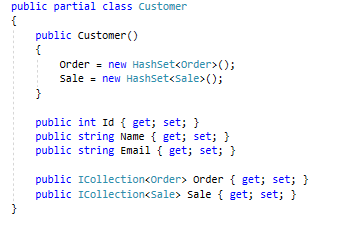 public partial class Customer
{
    public Customer()
    {
        Order = new HashSet<Order>();
        Sale = new HashSet<Sale>();
    }

    public int Id { get; set; }
    public string Name { get; set; }
    public string Email { get; set; }

    public ICollection<Order> Order { get; set; }
    public ICollection<Sale> Sale { get; set; }
}